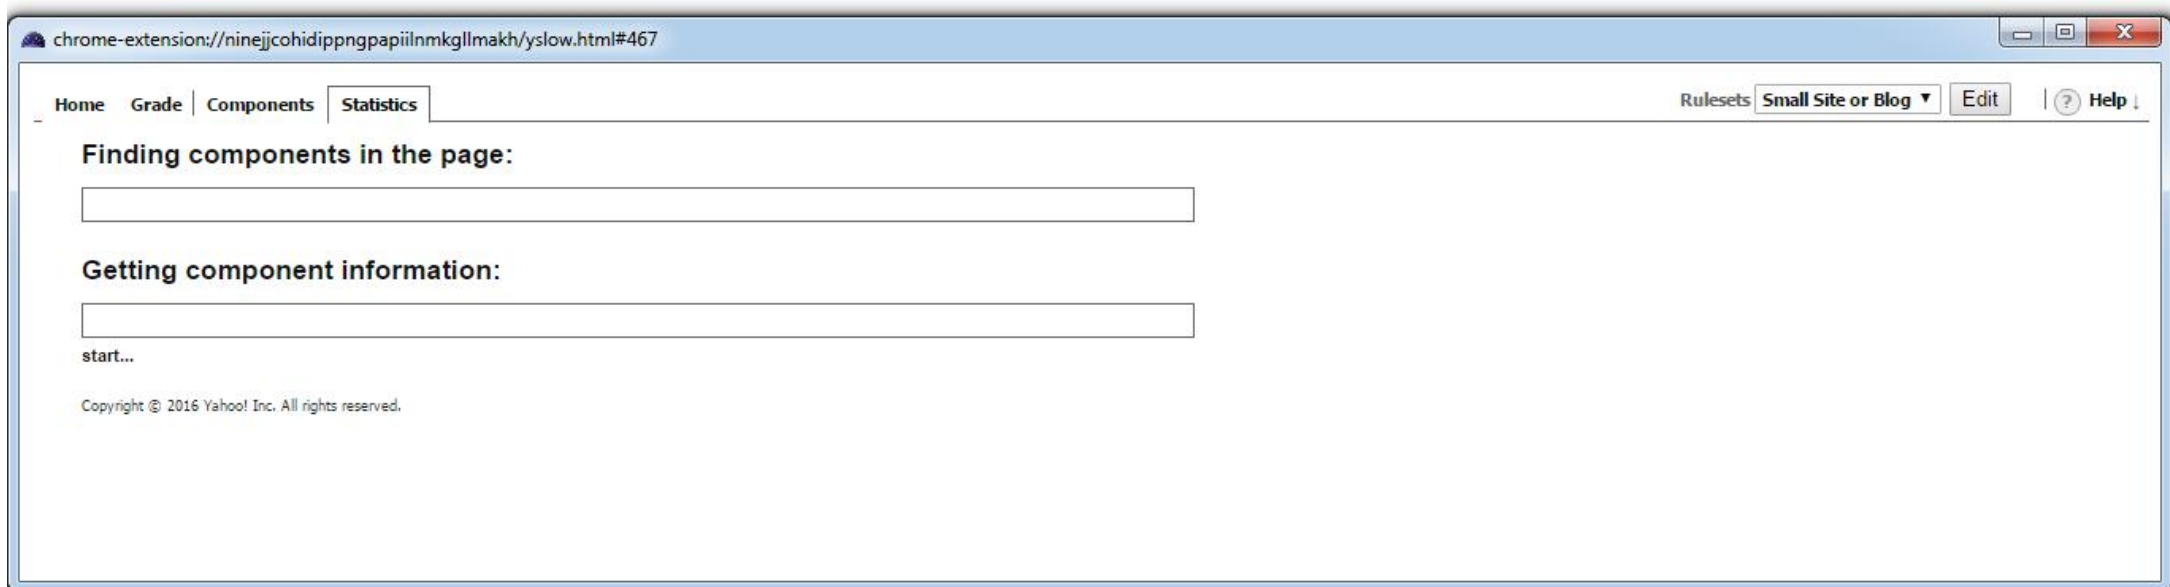 chrome-extension://ninejjcohidippngpapiilnmkgllmakh/yslow.html#467
Home Grade Components Statistics Rulesets Small Site or Blog ▼ Edit ? Help ↓
Finding components in the page:
Getting component information:
start...
Copyright © 2016 Yahoo! Inc. All rights reserved.